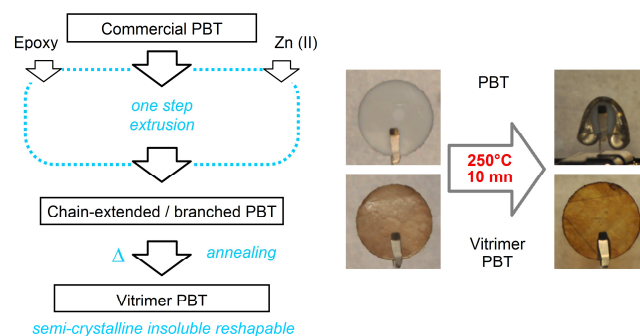 Commercial PBT
Epoxy
Zn (II)
one step
extrusion
Chain-extended / branched PBT
Δ
annealing
Vitrimer PBT
semi-crystalline insoluble reshapable
PBT
250°C
10 mn
Vitrimer
PBT